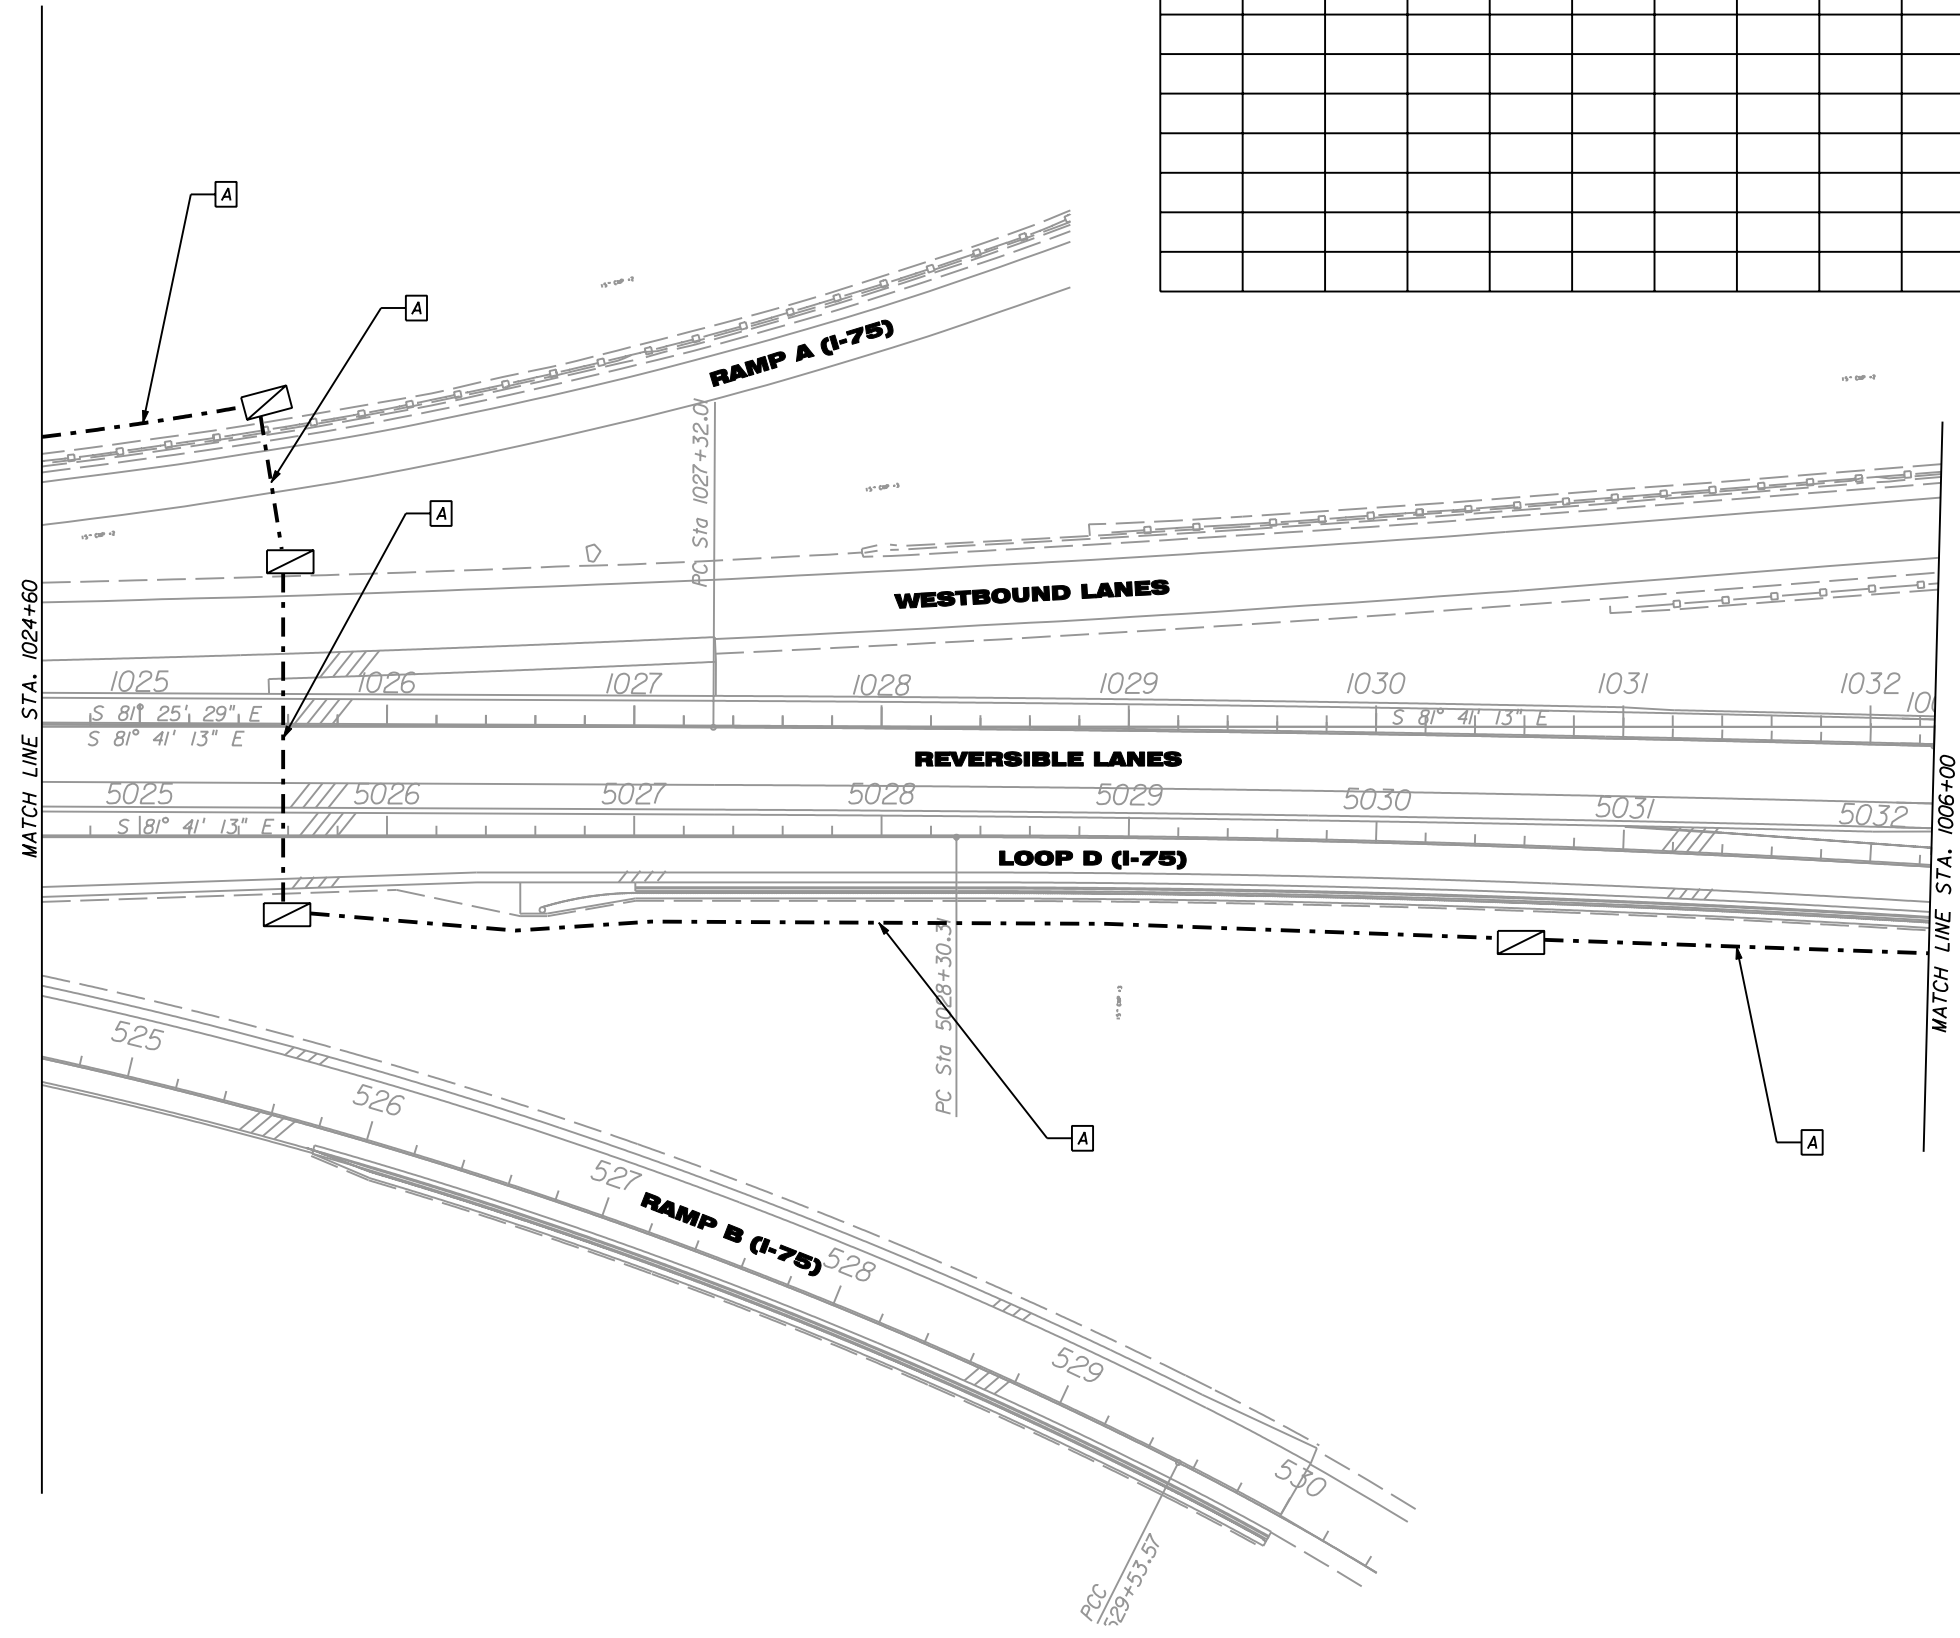 A
A
RAMP A (I-75)
PC Sta 1027+32.01
A
WESTBOUND LANES
MATCH LINE STA. 1024+60
1025 1026 1027 1028 1029 1030 1031 1032
S 81° 25' 29" E
S 81° 41' 13" E
S 81° 41' 13" E
REVERSIBLE LANES
5025 5026 5027 5028 5029 5030 5031 5032
S 81° 41' 13" E
LOOP D (I-75)
MATCH LINE STA. 1006+00
PC Sta 5028+30.31
A
A
525
526
527
RAMP B (I-75)
528
529
530
PCC
529+53.57